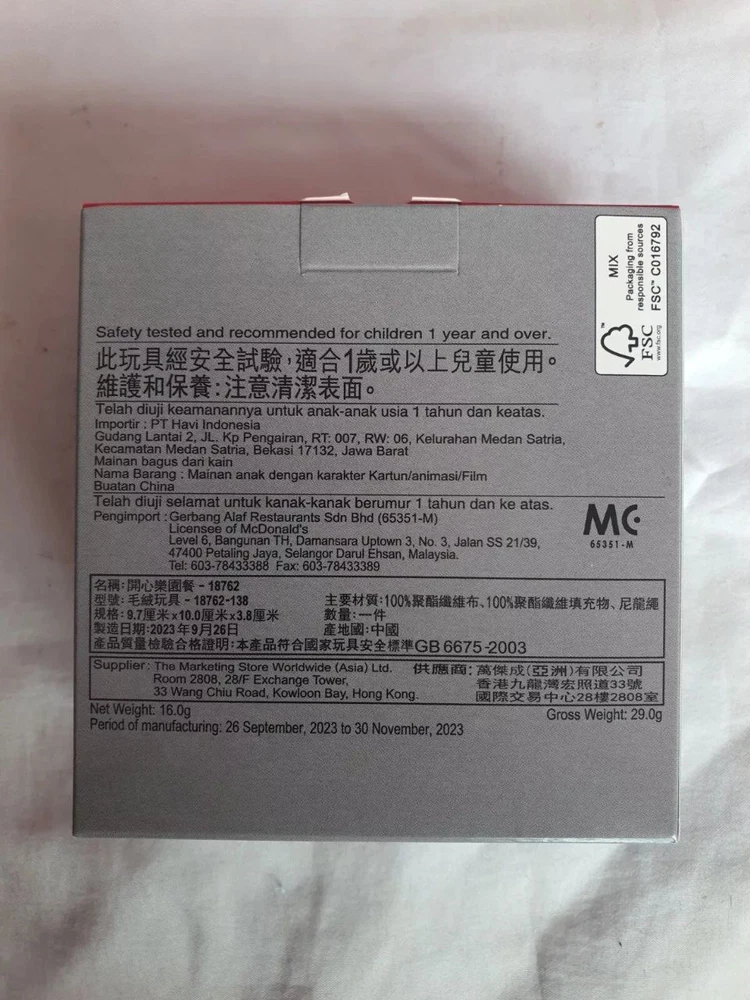 MIX
Packaging from
responsible sources
FSC™ C016792
™
FSC
www.fsc.org
Safety tested and recommended for children 1 year and over.
此玩具經安全試驗，適合1歲或以上兒童使用。
維護和保養：注意清潔表面。
Telah diuji keamanannya untuk anak-anak usia 1 tahun dan keatas.
Importir : PT Havi Indonesia
Gudang Lantai 2, JL. Kp Pengairan, RT: 007, RW: 06, Kelurahan Medan Satria,
Kecamatan Medan Satria, Bekasi 17132, Jawa Barat
Mainan bagus dari kain
Nama Barang : Mainan anak dengan karakter Kartun/animasi/Film
Buatan China
Telah diuji selamat untuk kanak-kanak berumur 1 tahun dan ke atas.
Pengimport : Gerbang Alaf Restaurants Sdn Bhd (65351-M)
Licensee of McDonald's
Level 6, Bangunan TH, Damansara Uptown 3, No. 3, Jalan SS 21/39,
47400 Petaling Jaya, Selangor Darul Ehsan, Malaysia.
Tel: 603-78433388 Fax: 603-78433389
MC
65351-M
名稱：開心樂園餐 - 18762
型號：毛絨玩具 - 18762-138
規格：9.7厘米x10.0厘米x3.8厘米
製造日期：2023年9月26日
主要材質：100%聚酯纖維布、100%聚酯纖維填充物、尼龍繩
數量：一件
產地國：中國
產品質量檢驗合格證明：本產品符合國家玩具安全標準GB 6675-2003
Supplier: The Marketing Store Worldwide (Asia) Ltd.
Room 2808, 28/F Exchange Tower,
33 Wang Chiu Road, Kowloon Bay, Hong Kong.
供應商：萬傑成(亞洲)有限公司
香港九龍灣宏照道33號
國際交易中心28樓2808室
Net Weight: 16.0g
Gross Weight: 29.0g
Period of manufacturing: 26 September, 2023 to 30 November, 2023